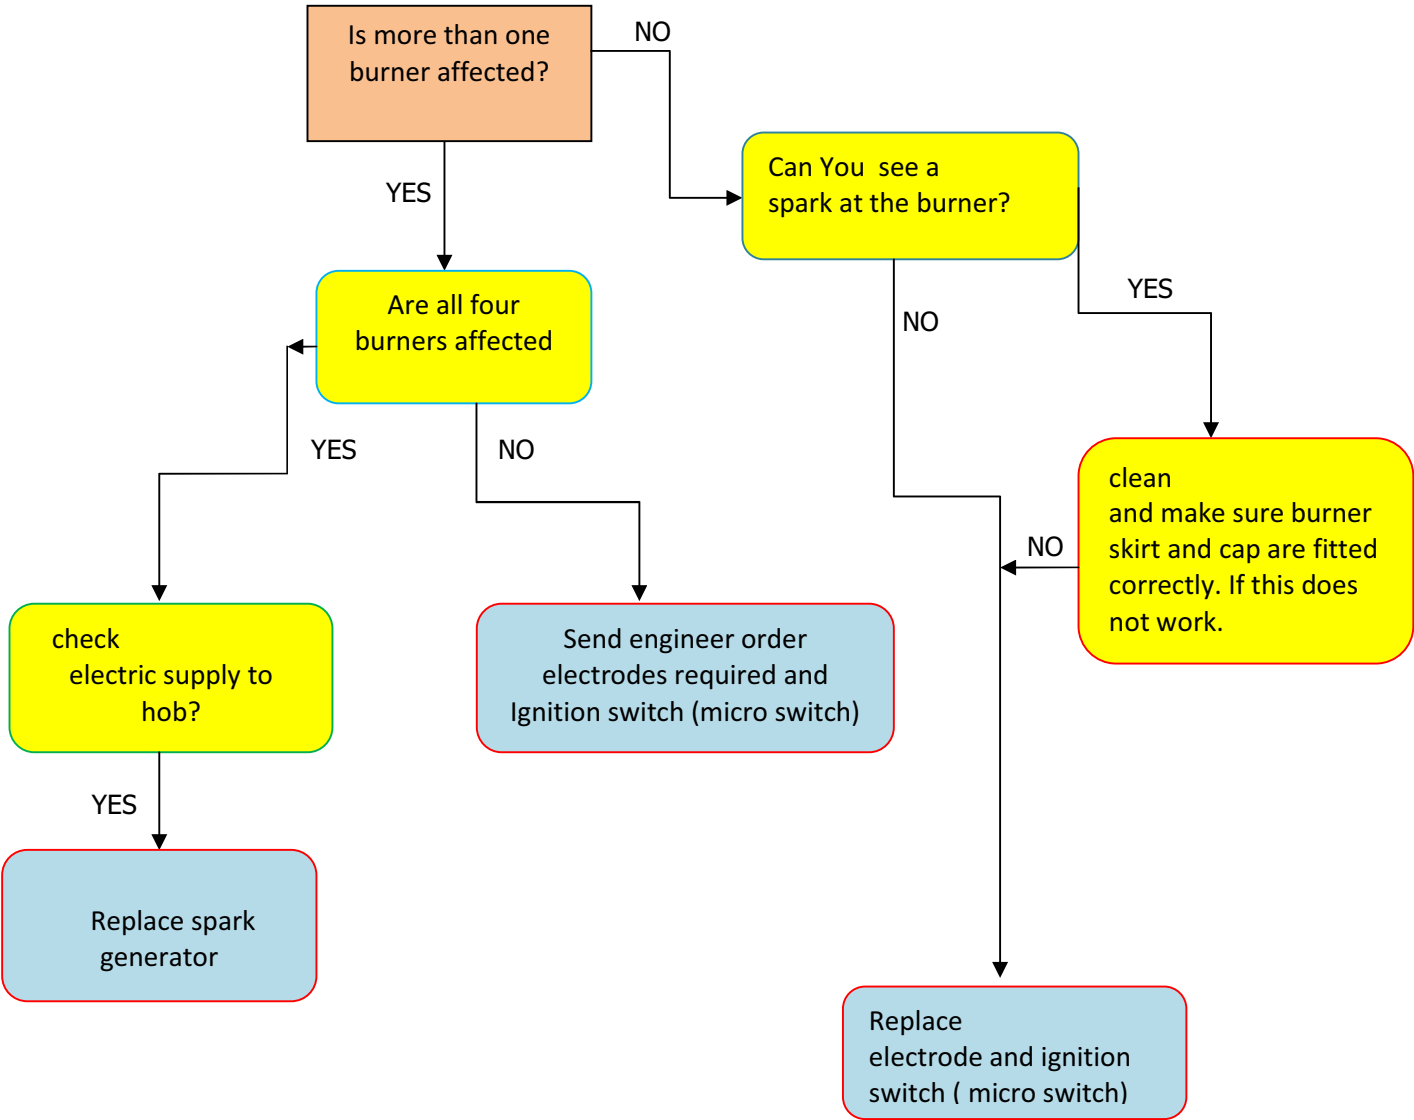 Is more than one
burner affected?
NO
Can You  see a
spark at the burner?
YES
Are all four
burners affected
YES
NO
YES
NO
clean
and make sure burner
skirt and cap are fitted
correctly. If this does
not work.
NO
check
electric supply to
hob?
Send engineer order
electrodes required and
Ignition switch (micro switch)
YES
Replace spark
generator
Replace
electrode and ignition
switch ( micro switch)